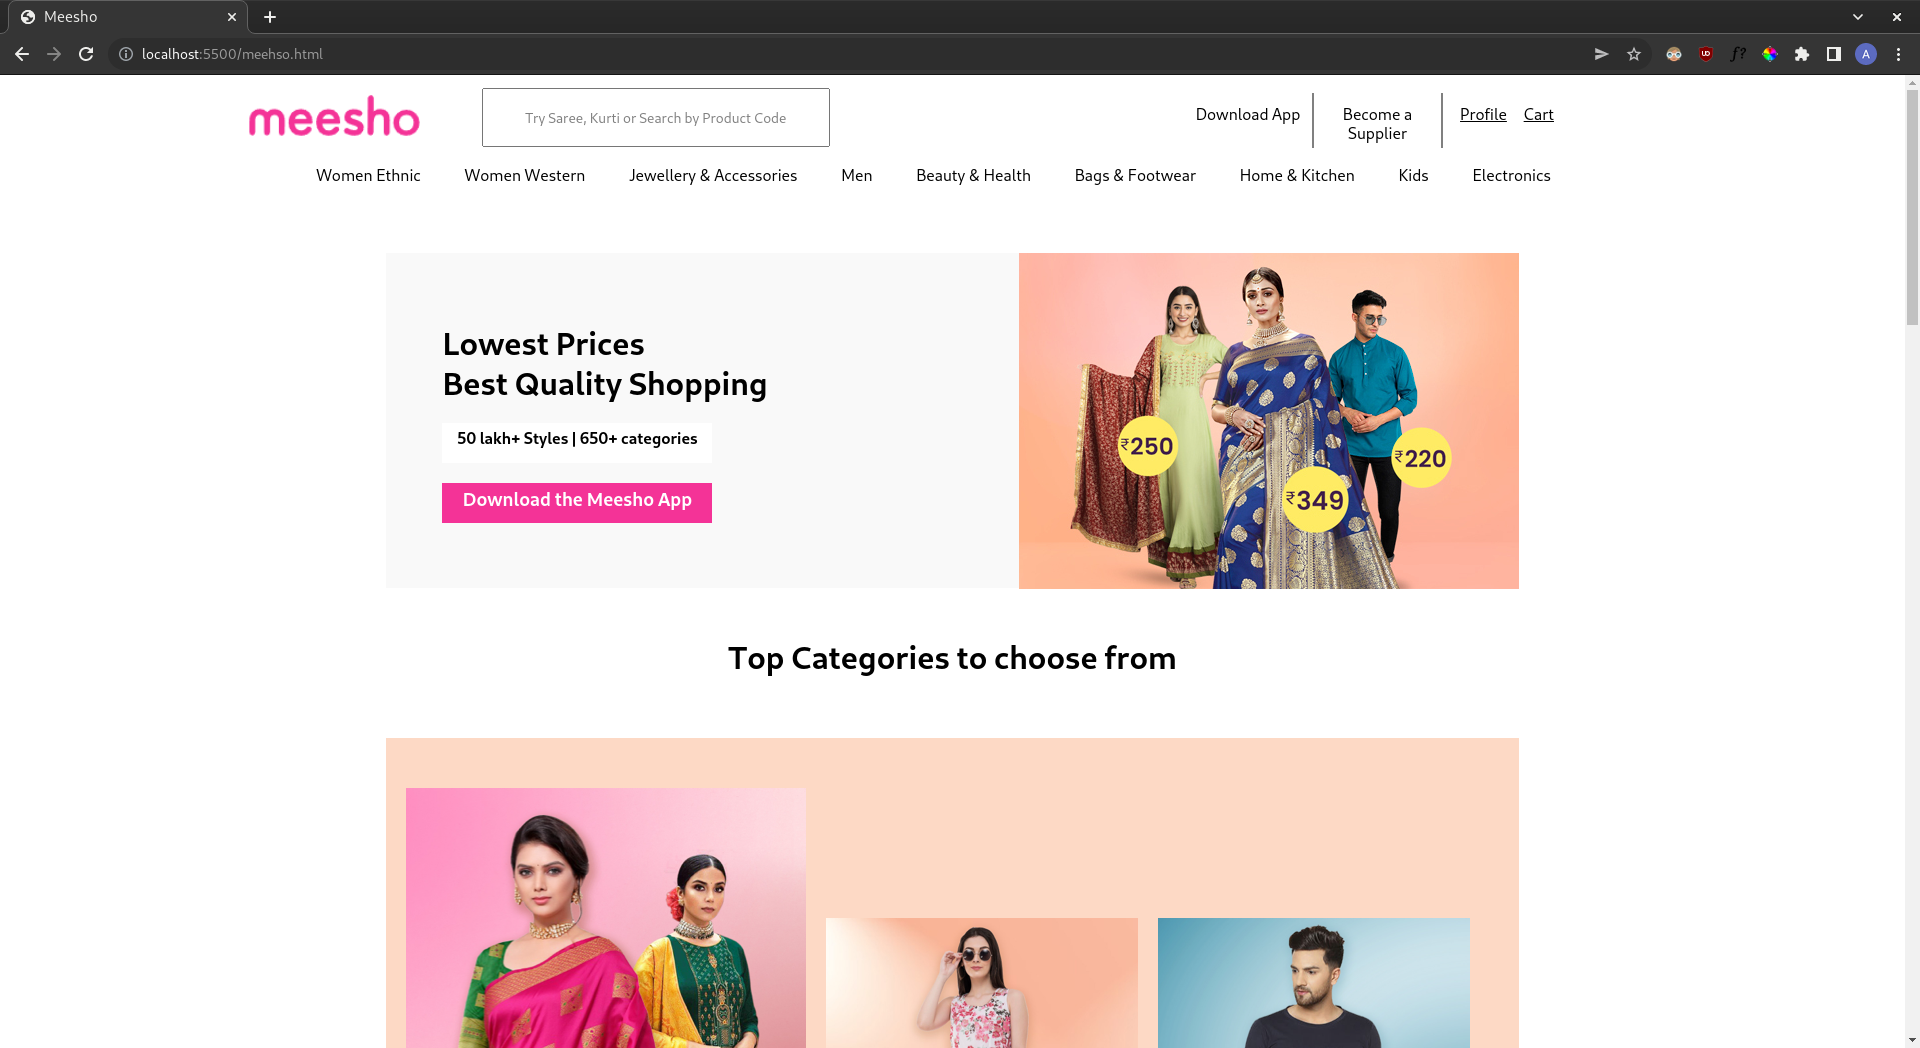 Meesho
localhost:5500/meehso.html
A
meesho
Try Saree, Kurti or Search by Product Code
Download App
Become a
Supplier
Profile Cart
Women Ethnic Women Western Jewellery & Accessories Men Beauty & Health Bags & Footwear Home & Kitchen Kids Electronics
Lowest Prices
Best Quality Shopping
50 lakh+ Styles | 650+ categories
Download the Meesho App
₹250
₹349
₹220
Top Categories to choose from